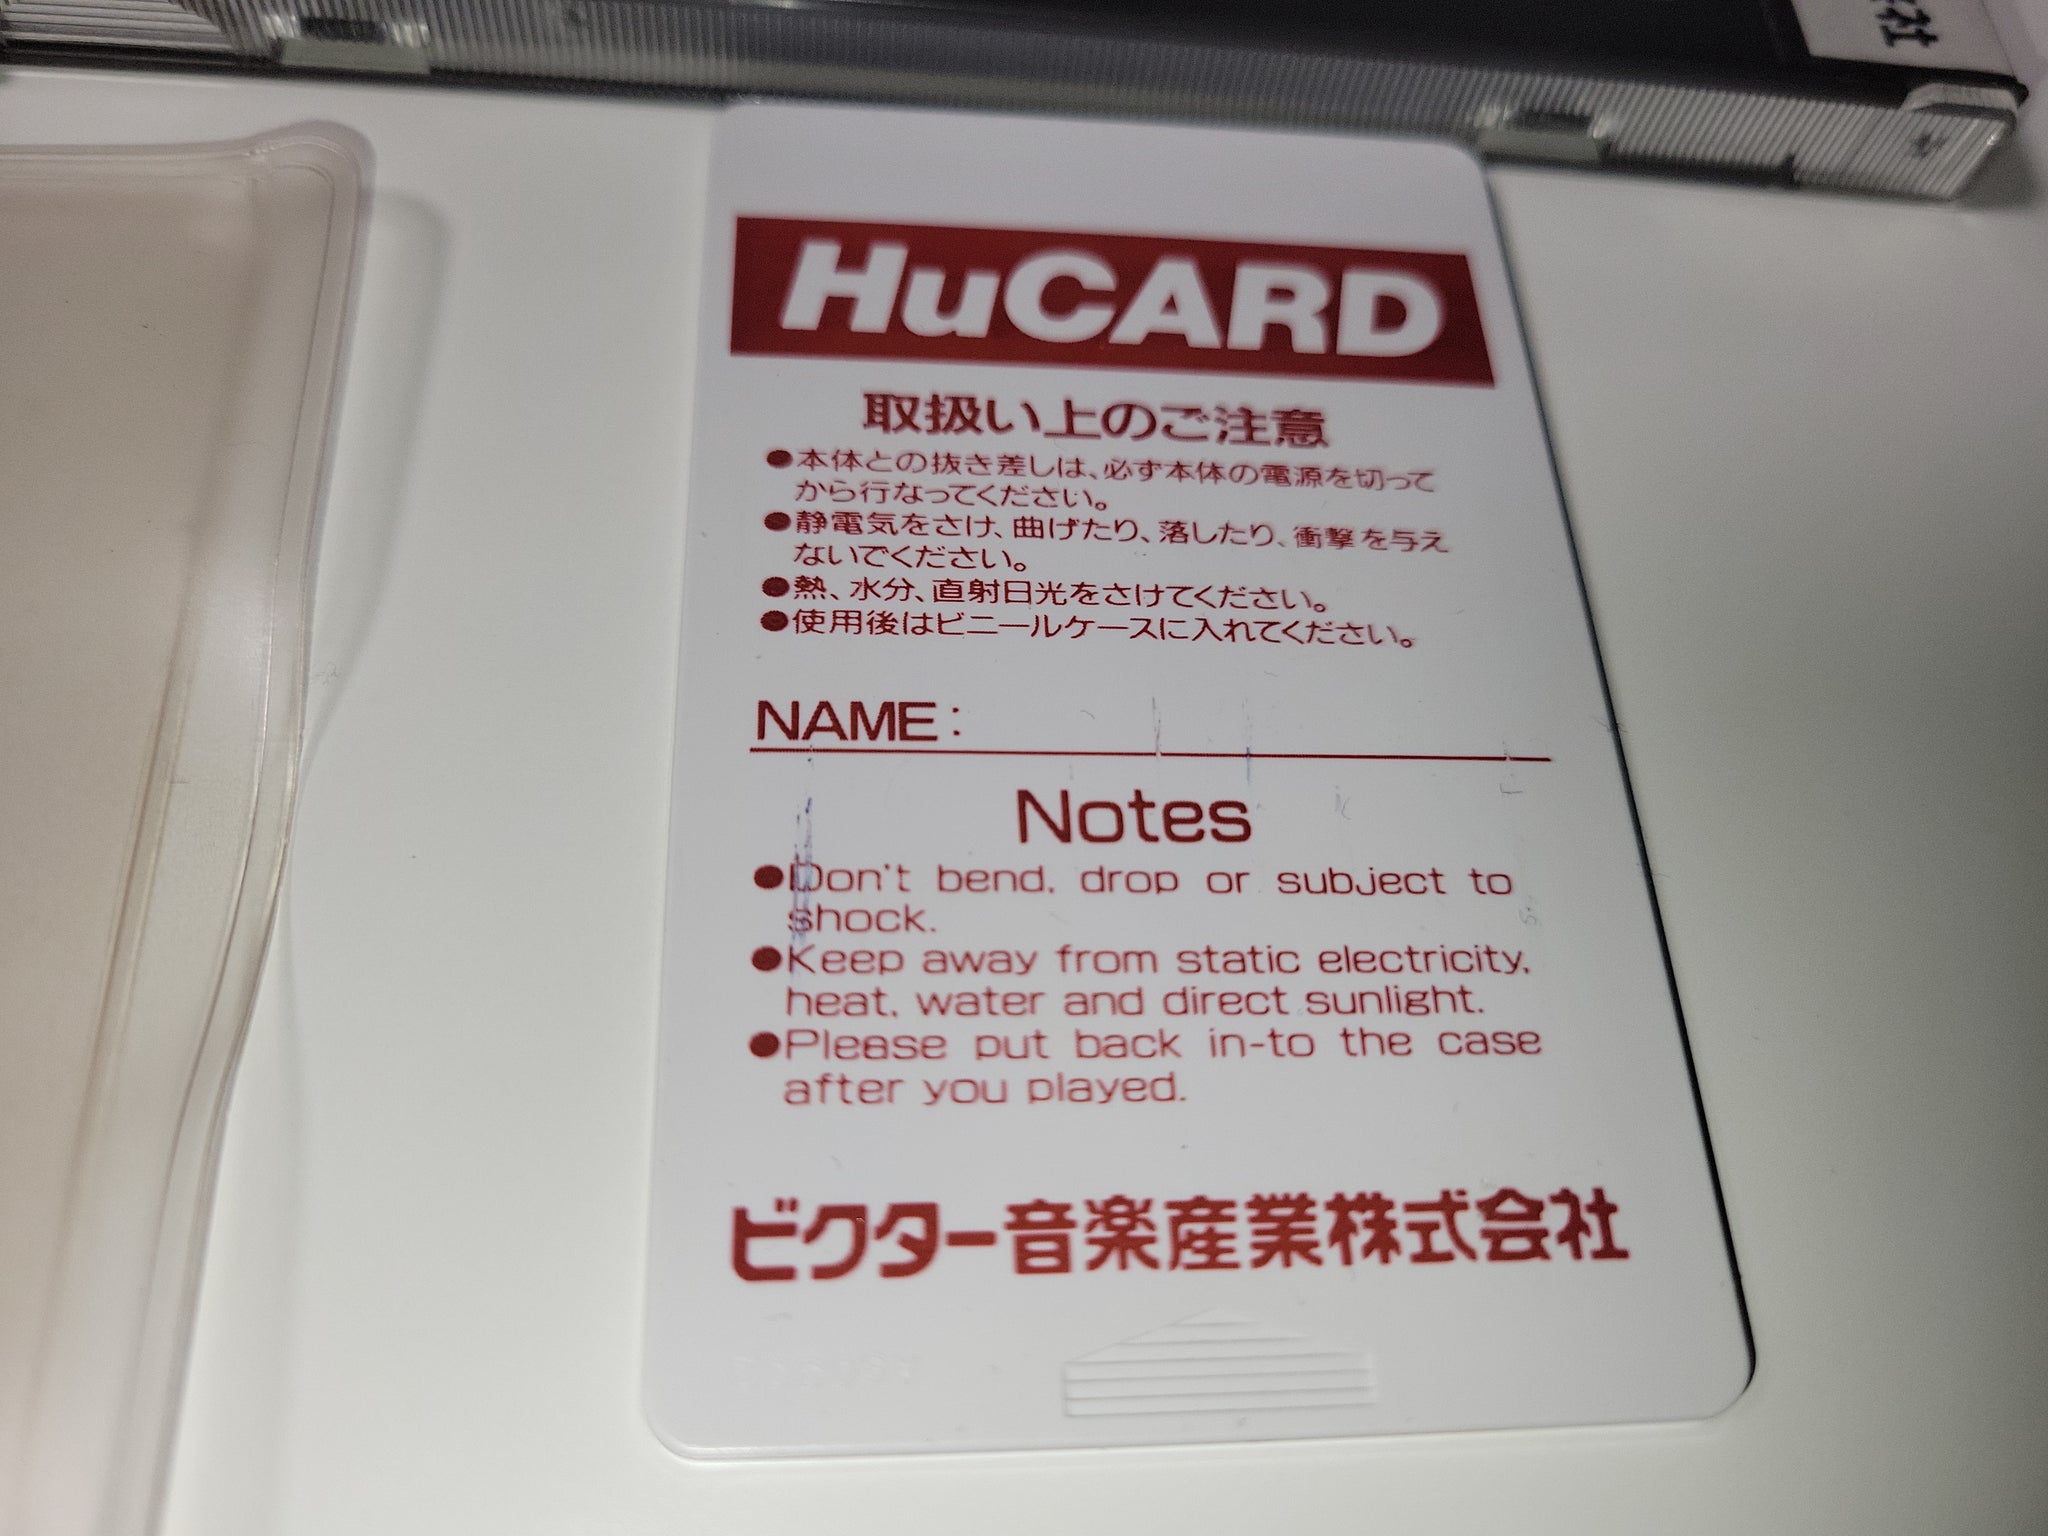 HuCARD
取扱い上のご注意
●本体との抜き差しは、必ず本体の電源を切って
から行なってください。
●静電気をさけ、曲げたり、落したり、衝撃を与え
ないでください。
●熱、水分、直射日光をさけてください。
●使用後はビニールケースに入れてください。
NAME:
Notes
●Don't bend, drop or subject to
shock.
●Keep away from static electricity,
heat, water and direct sunlight.
●Please put back in-to the case
after you played.
ビクター音楽産業株式会社